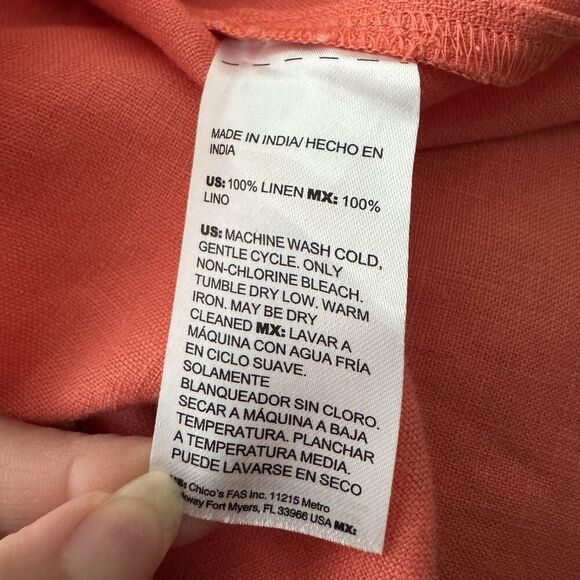 MADE IN INDIA/ HECHO EN
INDIA
US: 100% LINEN MX: 100%
LINO
US: MACHINE WASH COLD,
GENTLE CYCLE. ONLY
NON-CHLORINE BLEACH.
TUMBLE DRY LOW. WARM
IRON. MAY BE DRY
CLEANED MX: LAVAR A
MÁQUINA CON AGUA FRÍA
EN CICLO SUAVE.
SOLAMENTE
BLANQUEADOR SIN CLORO.
SECAR A MÁQUINA A BAJA
TEMPERATURA. PLANCHAR
A TEMPERATURA MEDIA.
PUEDE LAVARSE EN SECO
US: Chico's FAS Inc. 11215 Metro
Fort Myers, FL 33966 USA MX: